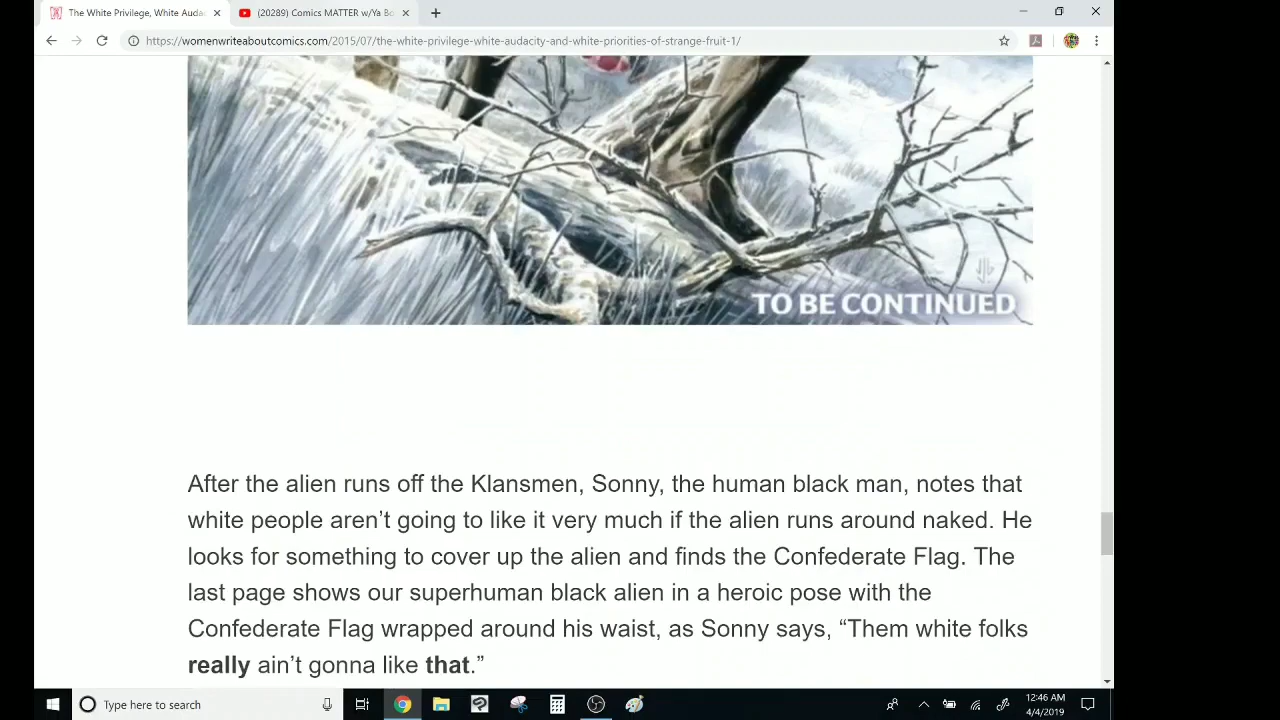 The White Privilege, White Audac
(20289) Comics MATTER w/Ya Bo
https://womenwriteaboutcomics.com/2015/07/the-white-privilege-white-audacity-and-white-priorities-of-strange-fruit-1/
TO BE CONTINUED
After the alien runs off the Klansmen, Sonny, the human black man, notes that
white people aren’t going to like it very much if the alien runs around naked. He
looks for something to cover up the alien and finds the Confederate Flag. The
last page shows our superhuman black alien in a heroic pose with the
Confederate Flag wrapped around his waist, as Sonny says, “Them white folks
really ain’t gonna like that.”
Type here to search
12:46 AM
4/4/2019